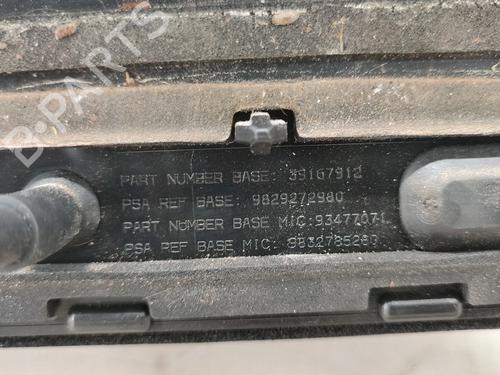 B-PARTS
PART NUMBER BASE: 39167912
PSA REF BASE: 9829272980
PART NUMBER BASE MIC:93477071
PSA REF BASE MIC: 9832785280